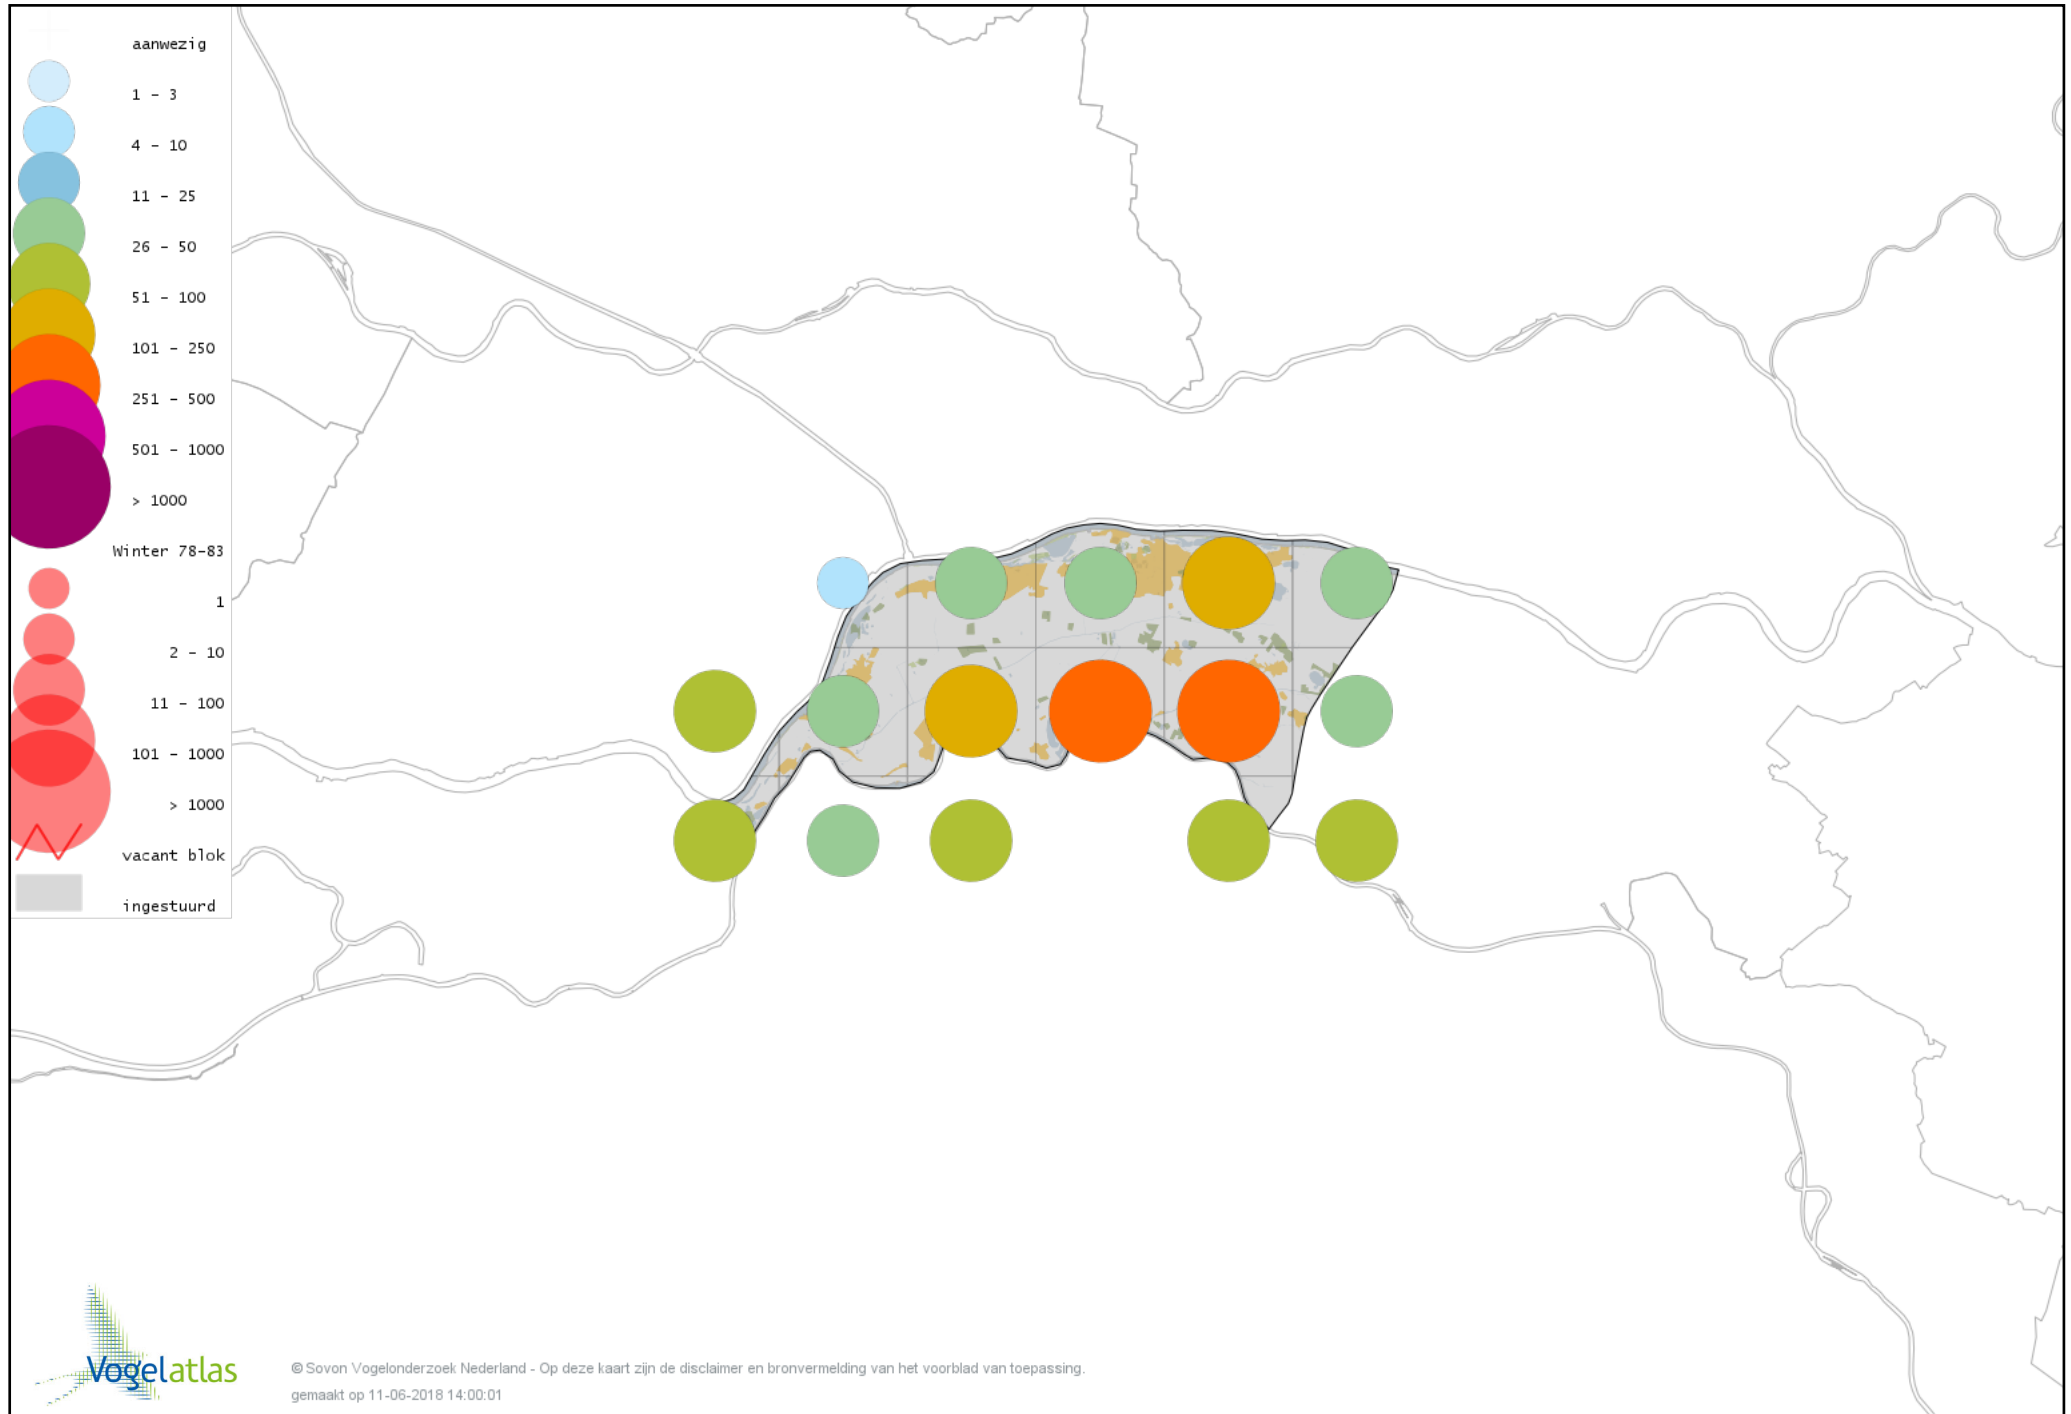 aanwezig
1 - 3
4 - 10
11 - 25
26 - 50
51 - 100
101 - 250
251 - 500
501 - 1000
> 1000
Winter 78-83
1
2 - 10
11 - 100
101 - 1000
> 1000
vacant blok
ingestuurd
Vogelatlas
© Sovon Vogelonderzoek Nederland - Op deze kaart zijn de disclaimer en bronvermelding van het voorblad van toepassing.
gemaakt op 11-06-2018 14:00:01